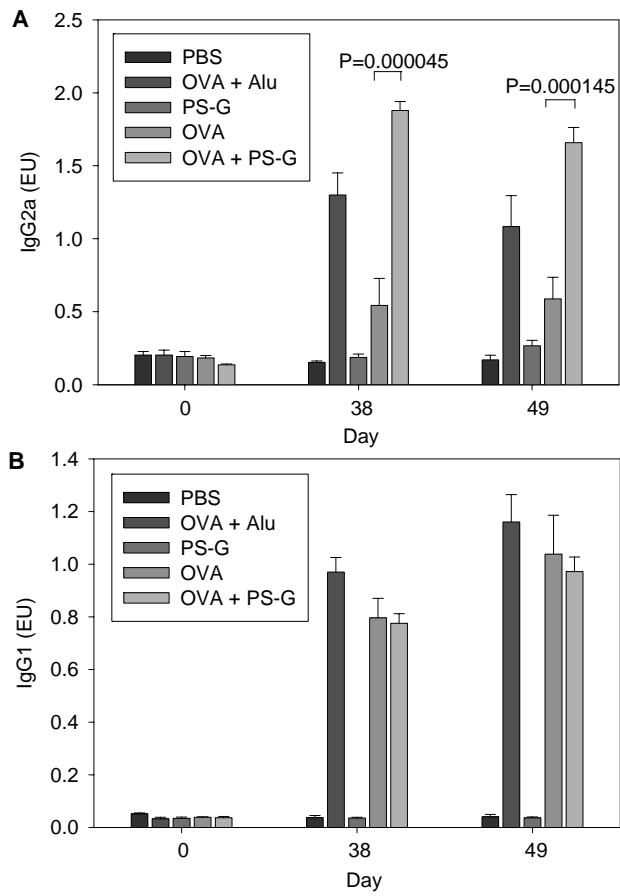 A
PBS
OVA + Alu
PS-G
OVA
OVA + PS-G
P=0.000045
P=0.000145
2.5
2.0
1.5
1.0
0.5
0.0
IgG2a (EU)
0 38 49
Day
B
PBS
OVA + Alu
PS-G
OVA
OVA + PS-G
1.4
1.2
1.0
0.8
0.6
0.4
0.2
0.0
IgG1 (EU)
0 38 49
Day